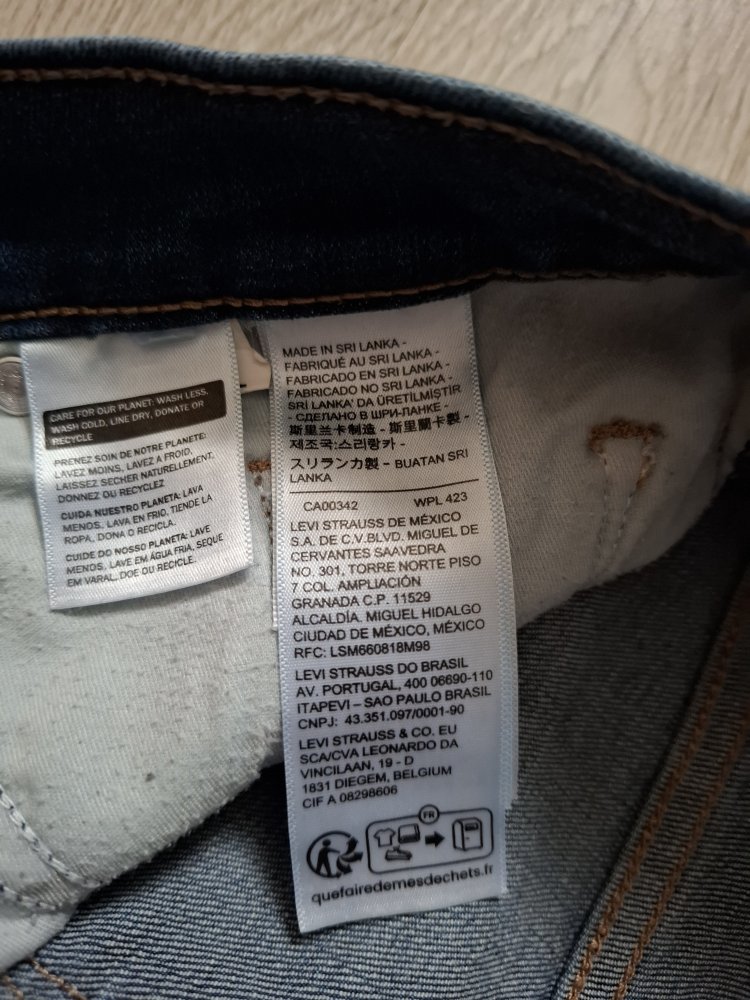 CARE FOR OUR PLANET: WASH LESS,
WASH COLD, LINE DRY, DONATE OR
RECYCLE
PRENEZ SOIN DE NOTRE PLANETE:
LAVEZ MOINS, LAVEZ A FROID,
LAISSEZ SECHER NATURELLEMENT,
DONNEZ OU RECYCLEZ
CUIDA NUESTRO PLANETA: LAVA
MENOS, LAVA EN FRIO, TIENDE LA
ROPA, DONA O RECICLA.
CUIDE DO NOSSO PLANETA: LAVE
MENOS, LAVE EM ÁGUA FRIA, SEQUE
EM VARAL, DOE OU RECICLE.
MADE IN SRI LANKA -
FABRIQUÉ AU SRI LANKA -
FABRICADO EN SRI LANKA -
FABRICADO NO SRI LANKA -
SRİ LANKA' DA ÜRETİLMİŞTİR
- СДЕЛАНО В ШРИ-ЛАНКЕ -
斯里兰卡制造 - 斯里蘭卡製 -
제조국:스리랑카 -
スリランカ製 - BUATAN SRI
LANKA
CA00342 WPL 423
LEVI STRAUSS DE MÉXICO
S.A. DE C.V.BLVD. MIGUEL DE
CERVANTES SAAVEDRA
NO. 301, TORRE NORTE PISO
7 COL. AMPLIACIÓN
GRANADA C.P. 11529
ALCALDÍA. MIGUEL HIDALGO
CIUDAD DE MÉXICO, MÉXICO
RFC: LSM660818M98
LEVI STRAUSS DO BRASIL
AV. PORTUGAL, 400 06690-110
ITAPEVI – SAO PAULO BRASIL
CNPJ: 43.351.097/0001-90
LEVI STRAUSS & CO. EU
SCA/CVA LEONARDO DA
VINCILAAN, 19 - D
1831 DIEGEM, BELGIUM
CIF A 08298606
FR
quefairedemesdechets.fr